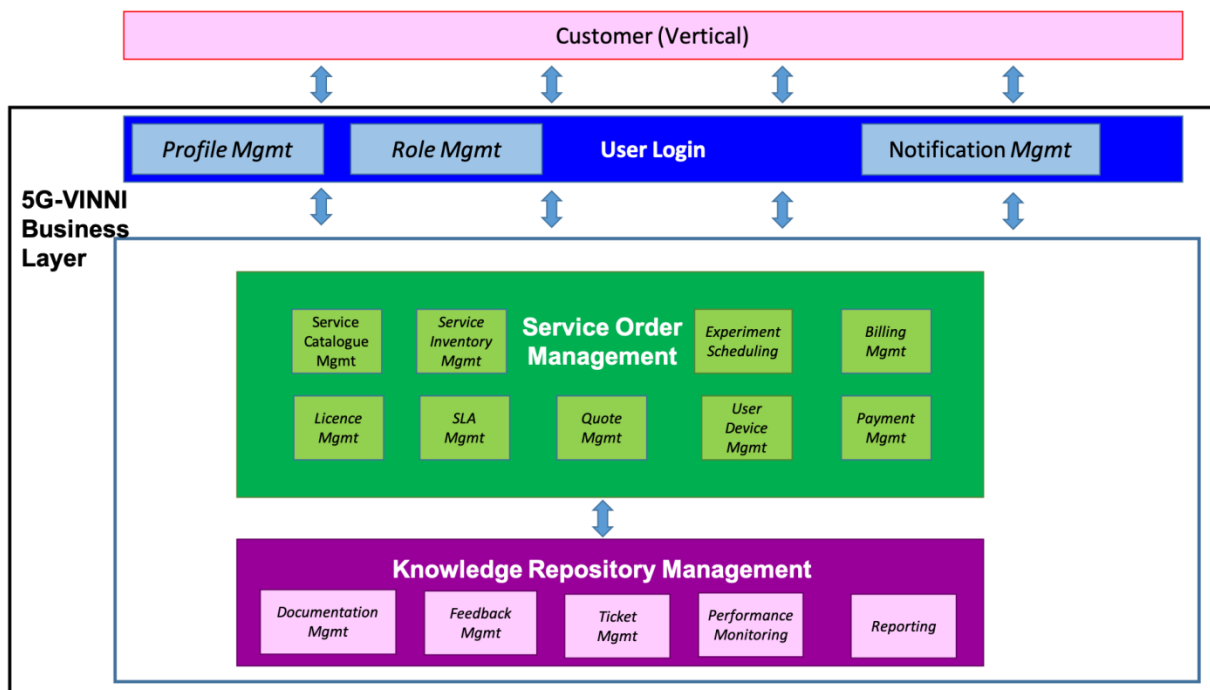 Customer (Vertical)
Profile Mgmt
Role Mgmt
User Login
Notification Mgmt
5G-VINNI
Business
Layer
Service
Catalogue
Mgmt
Service
Inventory
Mgmt
Service Order
Management
Experiment
Scheduling
Billing
Mgmt
Licence
Mgmt
SLA
Mgmt
Quote
Mgmt
User
Device
Mgmt
Payment
Mgmt
Knowledge Repository Management
Documentation
Mgmt
Feedback
Mgmt
Ticket
Mgmt
Performance
Monitoring
Reporting